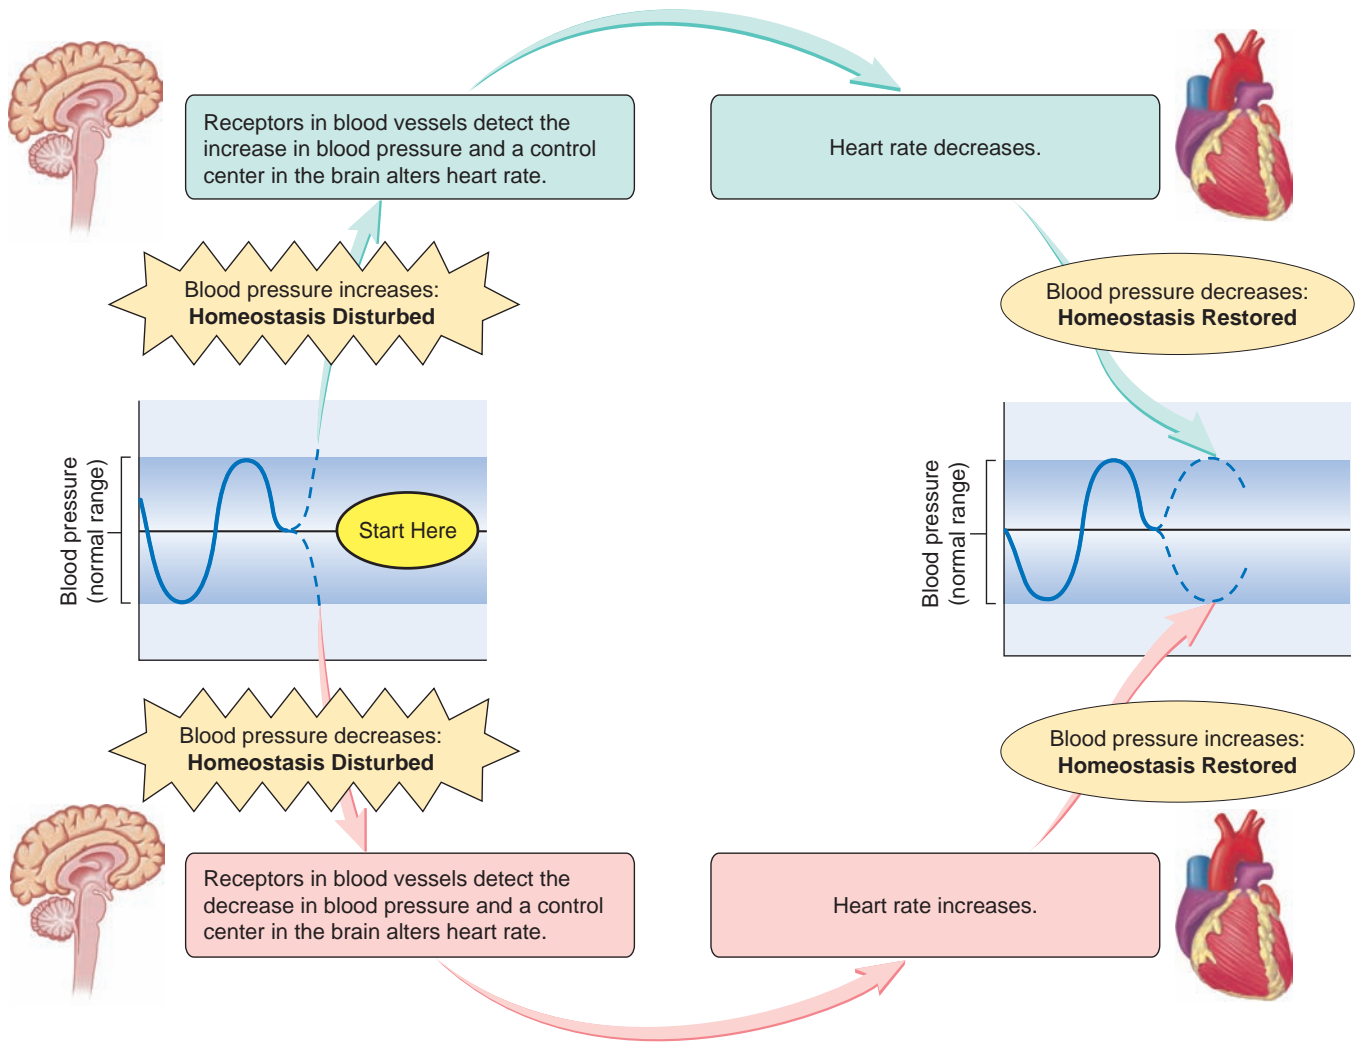 Receptors in blood vessels detect the
increase in blood pressure and a control
center in the brain alters heart rate.
Heart rate decreases.
Blood pressure increases:
Homeostasis Disturbed
Blood pressure decreases:
Homeostasis Restored
Blood pressure
(normal range)
Start Here
Blood pressure
(normal range)
Blood pressure decreases:
Homeostasis Disturbed
Blood pressure increases:
Homeostasis Restored
Receptors in blood vessels detect the
decrease in blood pressure and a control
center in the brain alters heart rate.
Heart rate increases.